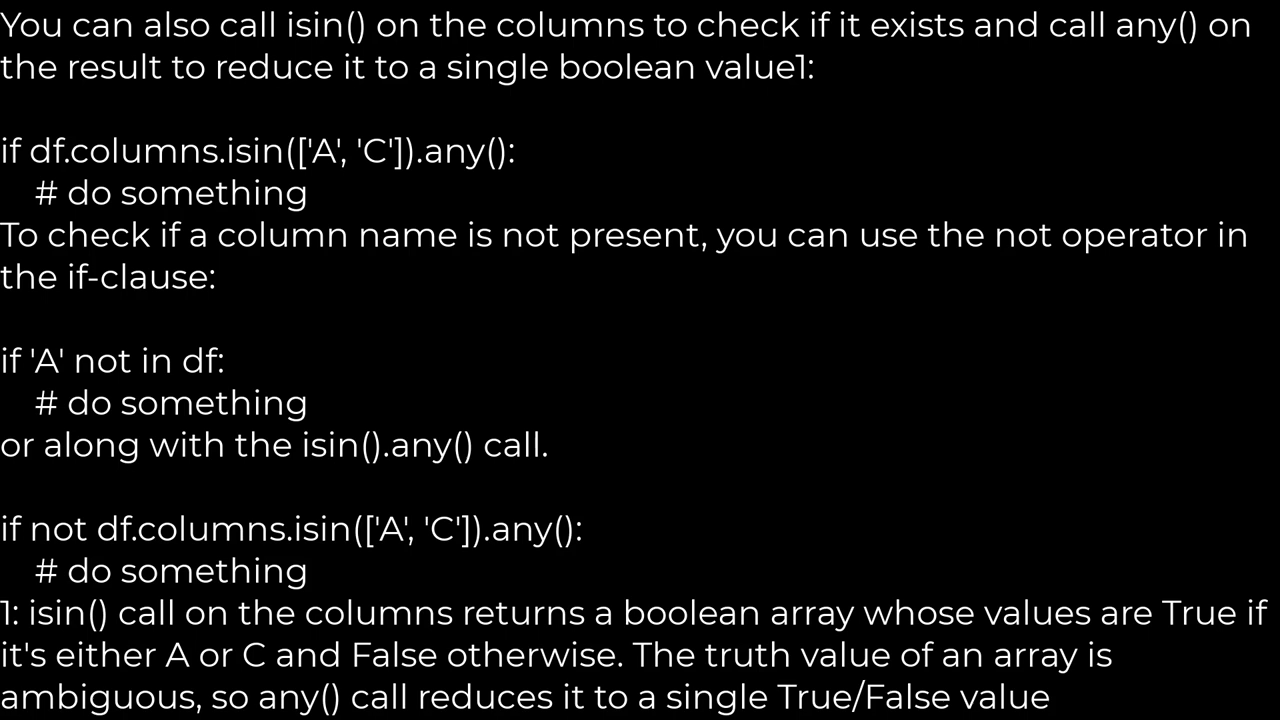 You can also call isin() on the columns to check if it exists and call any() on
the result to reduce it to a single boolean value1:

if df.columns.isin(['A', 'C']).any():
    # do something
To check if a column name is not present, you can use the not operator in
the if-clause:

if 'A' not in df:
    # do something
or along with the isin().any() call.

if not df.columns.isin(['A', 'C']).any():
    # do something
1: isin() call on the columns returns a boolean array whose values are True if
it's either A or C and False otherwise. The truth value of an array is
ambiguous, so any() call reduces it to a single True/False value